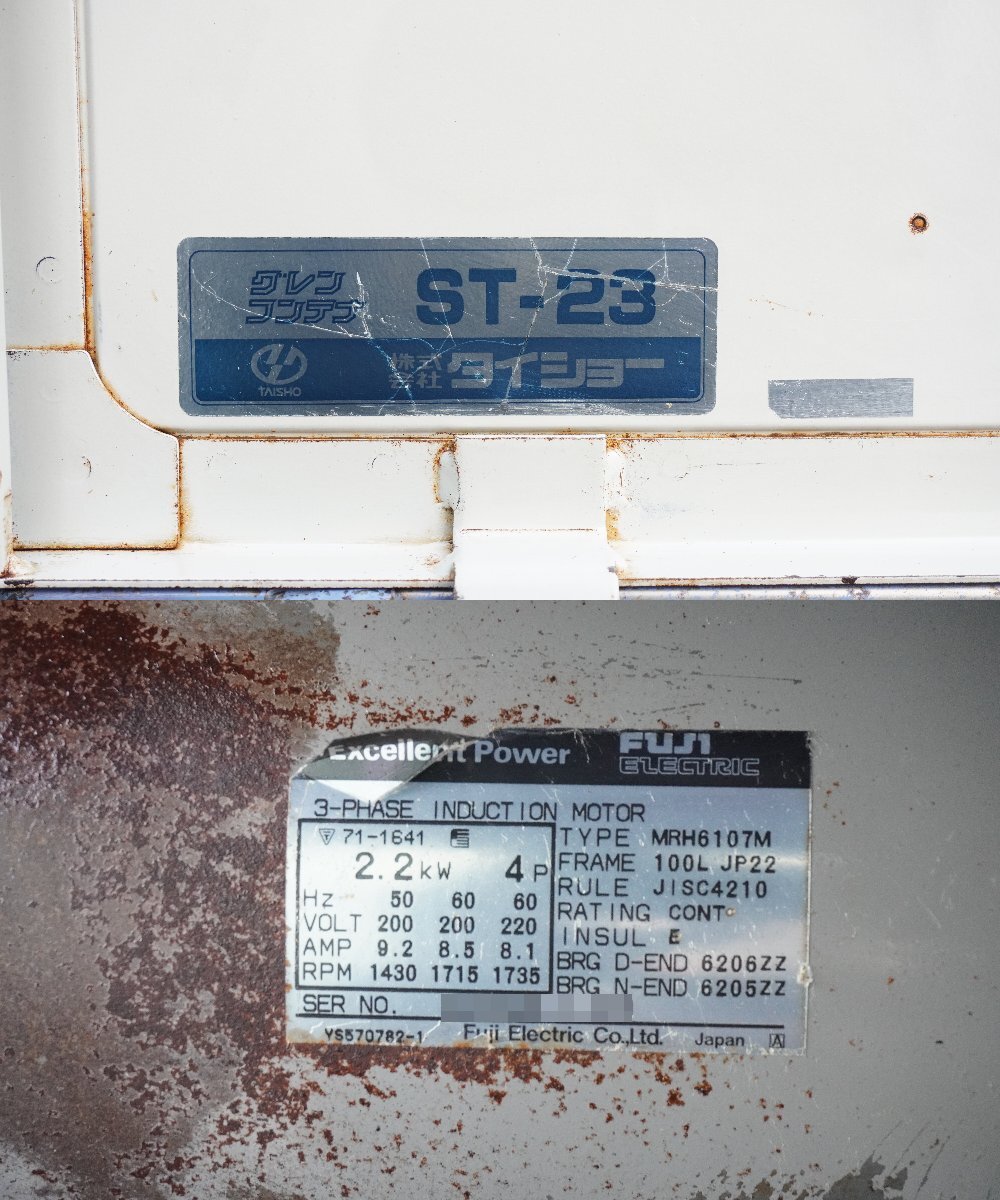 グレン
コンテナ
ST-23
TAISHO
株式
会社
タイショー
Excellent Power
FUJI
ELECTRIC
3-PHASE INDUCTION MOTOR
71-1641
2.2kW 4P
Hz 50 60 60
VOLT 200 200 220
AMP 9.2 8.5 8.1
RPM 1430 1715 1735
TYPE MRH6107M
FRAME 100L JP22
RULE JISC4210
RATING CONT
INSUL E
BRG D-END 6206ZZ
BRG N-END 6205ZZ
SER NO.
YS570782-1 Fuji Electric Co.,Ltd. Japan A